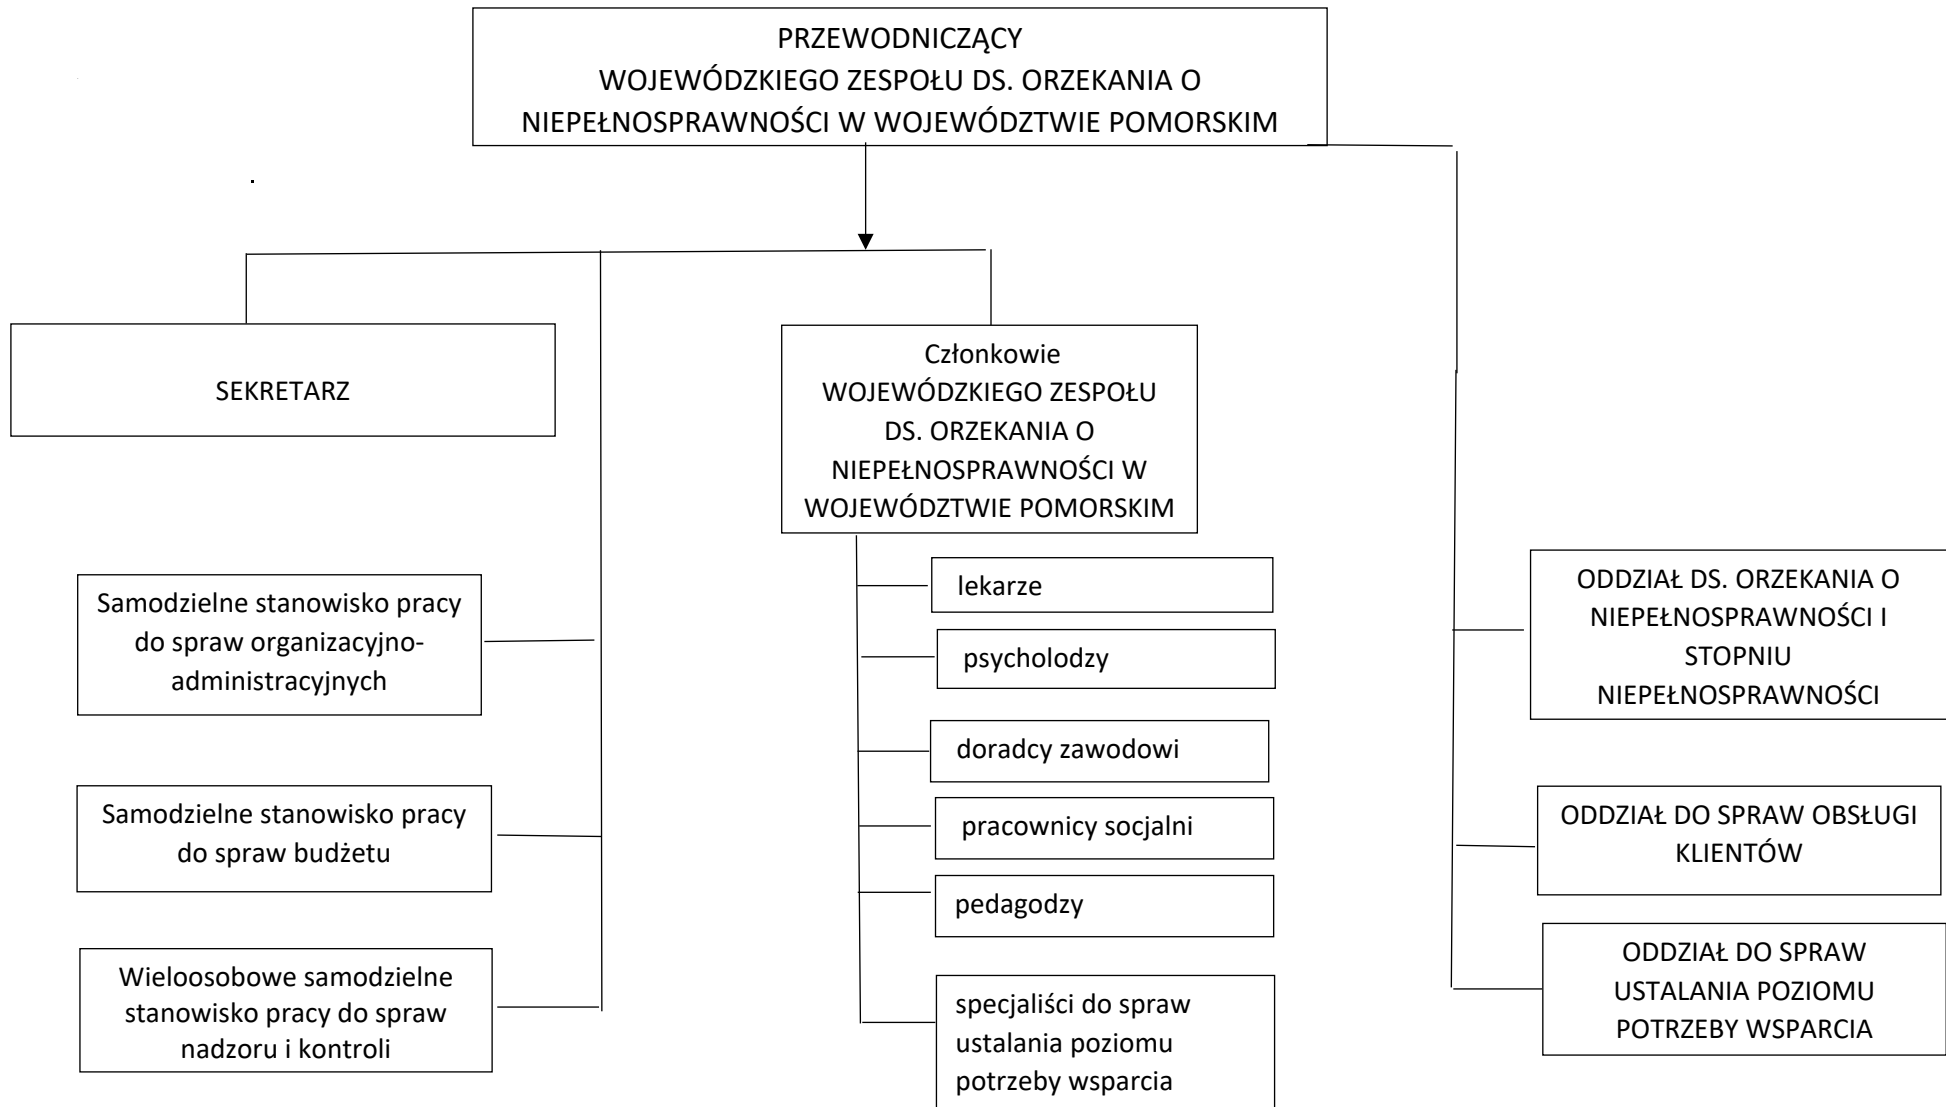 PRZEWODNICZĄCY
WOJEWÓDZKIEGO ZESPOŁU DS. ORZEKANIA O
NIEPEŁNOSPRAWNOŚCI W WOJEWÓDZTWIE POMORSKIM
SEKRETARZ
Samodzielne stanowisko pracy
do spraw organizacyjno-
administracyjnych
Samodzielne stanowisko pracy
do spraw budżetu
Wieloosobowe samodzielne
stanowisko pracy do spraw
nadzoru i kontroli
Członkowie
WOJEWÓDZKIEGO ZESPOŁU
DS. ORZEKANIA O
NIEPEŁNOSPRAWNOŚCI W
WOJEWÓDZTWIE POMORSKIM
lekarze
psycholodzy
doradcy zawodowi
pracownicy socjalni
pedagodzy
specjaliści do spraw
ustalania poziomu
potrzeby wsparcia
ODDZIAŁ DS. ORZEKANIA O
NIEPEŁNOSPRAWNOŚCI I
STOPNIU
NIEPEŁNOSPRAWNOŚCI
ODDZIAŁ DO SPRAW OBSŁUGI
KLIENTÓW
ODDZIAŁ DO SPRAW
USTALANIA POZIOMU
POTRZEBY WSPARCIA